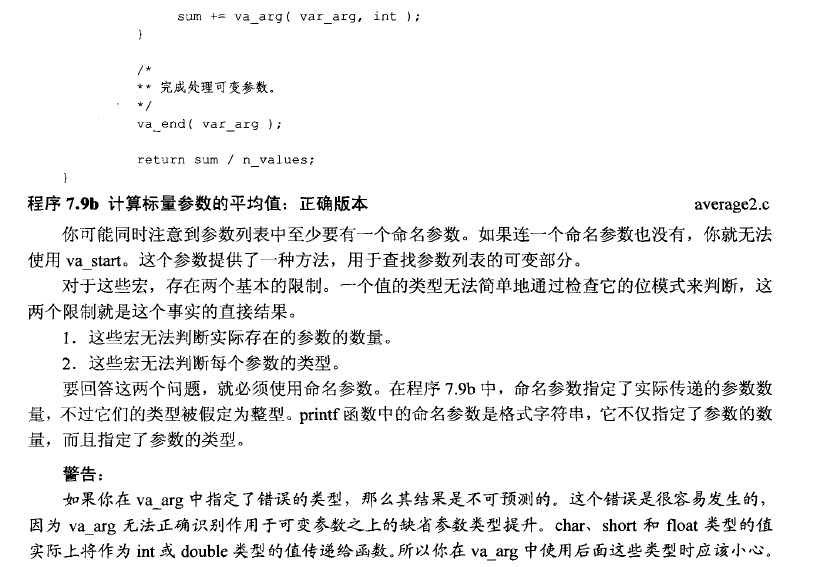 sum += va_arg( var_arg, int );
}
/*
** 完成处理可变参数。
*/
va_end( var_arg );
return sum / n_values;
}
程序 7.9b 计算标量参数的平均值：正确版本 average2.c
你可能同时注意到参数列表中至少要有一个命名参数。如果连一个命名参数也没有，你就无法
使用 va_start。这个参数提供了一种方法，用于查找参数列表的可变部分。
对于这些宏，存在两个基本的限制。一个值的类型无法简单地通过检查它的位模式来判断，这
两个限制就是这个事实的直接结果。
1．这些宏无法判断实际存在的参数的数量。
2．这些宏无法判断每个参数的类型。
要回答这两个问题，就必须使用命名参数。在程序 7.9b 中，命名参数指定了实际传递的参数数
量，不过它们的类型被假定为整型。printf 函数中的命名参数是格式字符串，它不仅指定了参数的数
量，而且指定了参数的类型。
警告：
如果你在 va_arg 中指定了错误的类型，那么其结果是不可预测的。这个错误是很容易发生的，
因为 va_arg 无法正确识别作用于可变参数之上的缺省参数类型提升。char、short 和 float 类型的值
实际上将作为 int 或 double 类型的值传递给函数。所以你在 va_arg 中使用后面这些类型时应该小心。